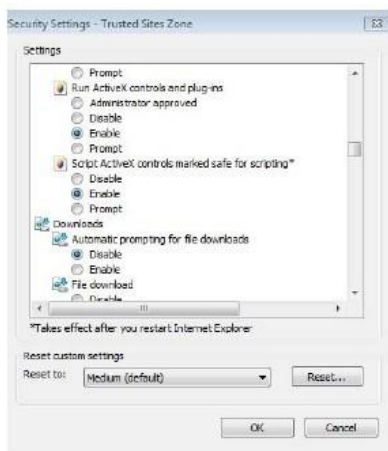 Security Settings - Trusted Sites Zone
Settings
Prompt
Run ActiveX controls and plug-ins
Administrator approved
Disable
Enable
Prompt
Script ActiveX controls marked safe for scripting*
Disable
Enable
Prompt
Downloads
Automatic prompting for file downloads
Disable
Enable
File download
Disable
*Takes effect after you restart Internet Explorer
Reset custom settings
Reset to: Medium (default) Reset...
OK Cancel